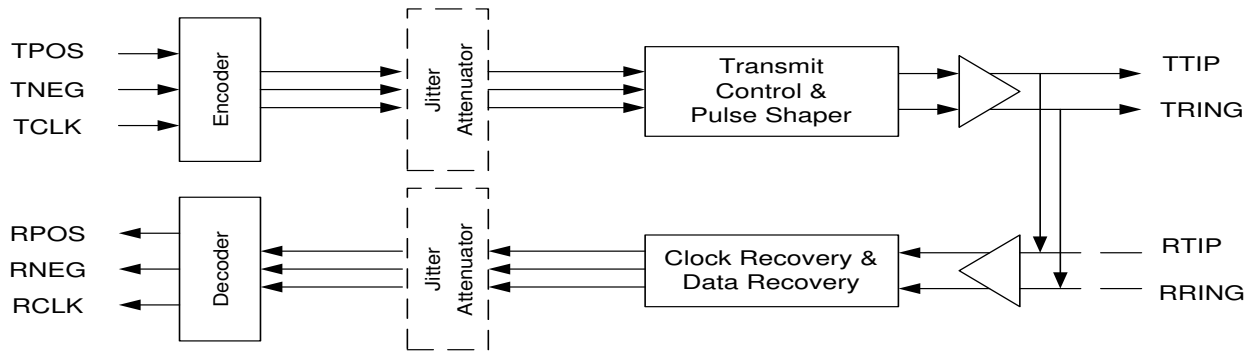 TPOS
TNEG
TCLK
Encoder
Jitter
Attenuator
Transmit
Control &
Pulse Shaper
TTIP
TRING
RPOS
RNEG
RCLK
Decoder
Jitter
Attenuator
Clock Recovery &
Data Recovery
RTIP
RRING